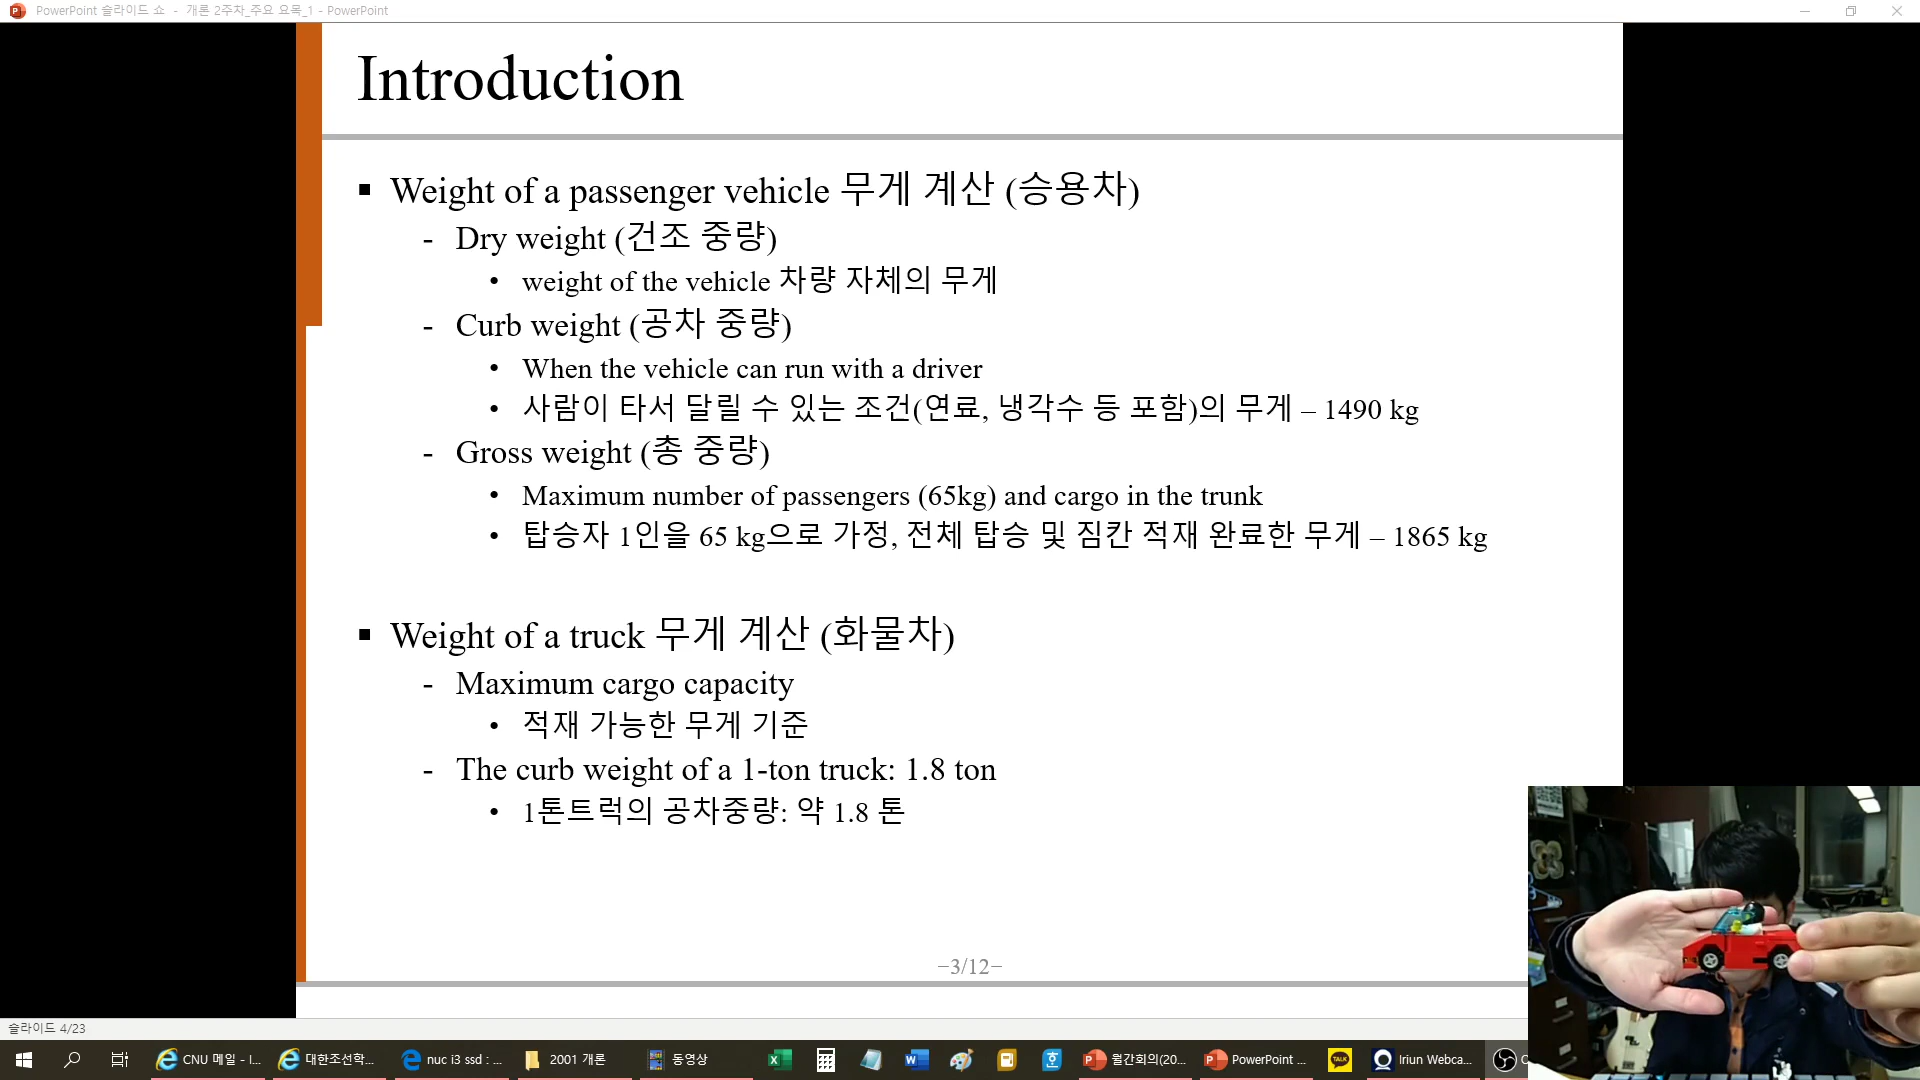 PowerPoint 슬라이드 쇼 - 개론 2주차_주요 요목_1 - PowerPoint
Introduction
▪ Weight of a passenger vehicle 무게 계산 (승용차)
- Dry weight (건조 중량)
• weight of the vehicle 차량 자체의 무게
- Curb weight (공차 중량)
• When the vehicle can run with a driver
• 사람이 타서 달릴 수 있는 조건(연료, 냉각수 등 포함)의 무게 – 1490 kg
- Gross weight (총 중량)
• Maximum number of passengers (65kg) and cargo in the trunk
• 탑승자 1인을 65 kg으로 가정, 전체 탑승 및 짐칸 적재 완료한 무게 – 1865 kg
▪ Weight of a truck 무게 계산 (화물차)
- Maximum cargo capacity
• 적재 가능한 무게 기준
- The curb weight of a 1-ton truck: 1.8 ton
• 1톤트럭의 공차중량: 약 1.8 톤
−3/12−
슬라이드 4/23
CNU 메일 - I... 대한조선학... nuc i3 ssd : ... 2001 개론 동영상 월간회의(20... PowerPoint ... TALK Iriun Webca...